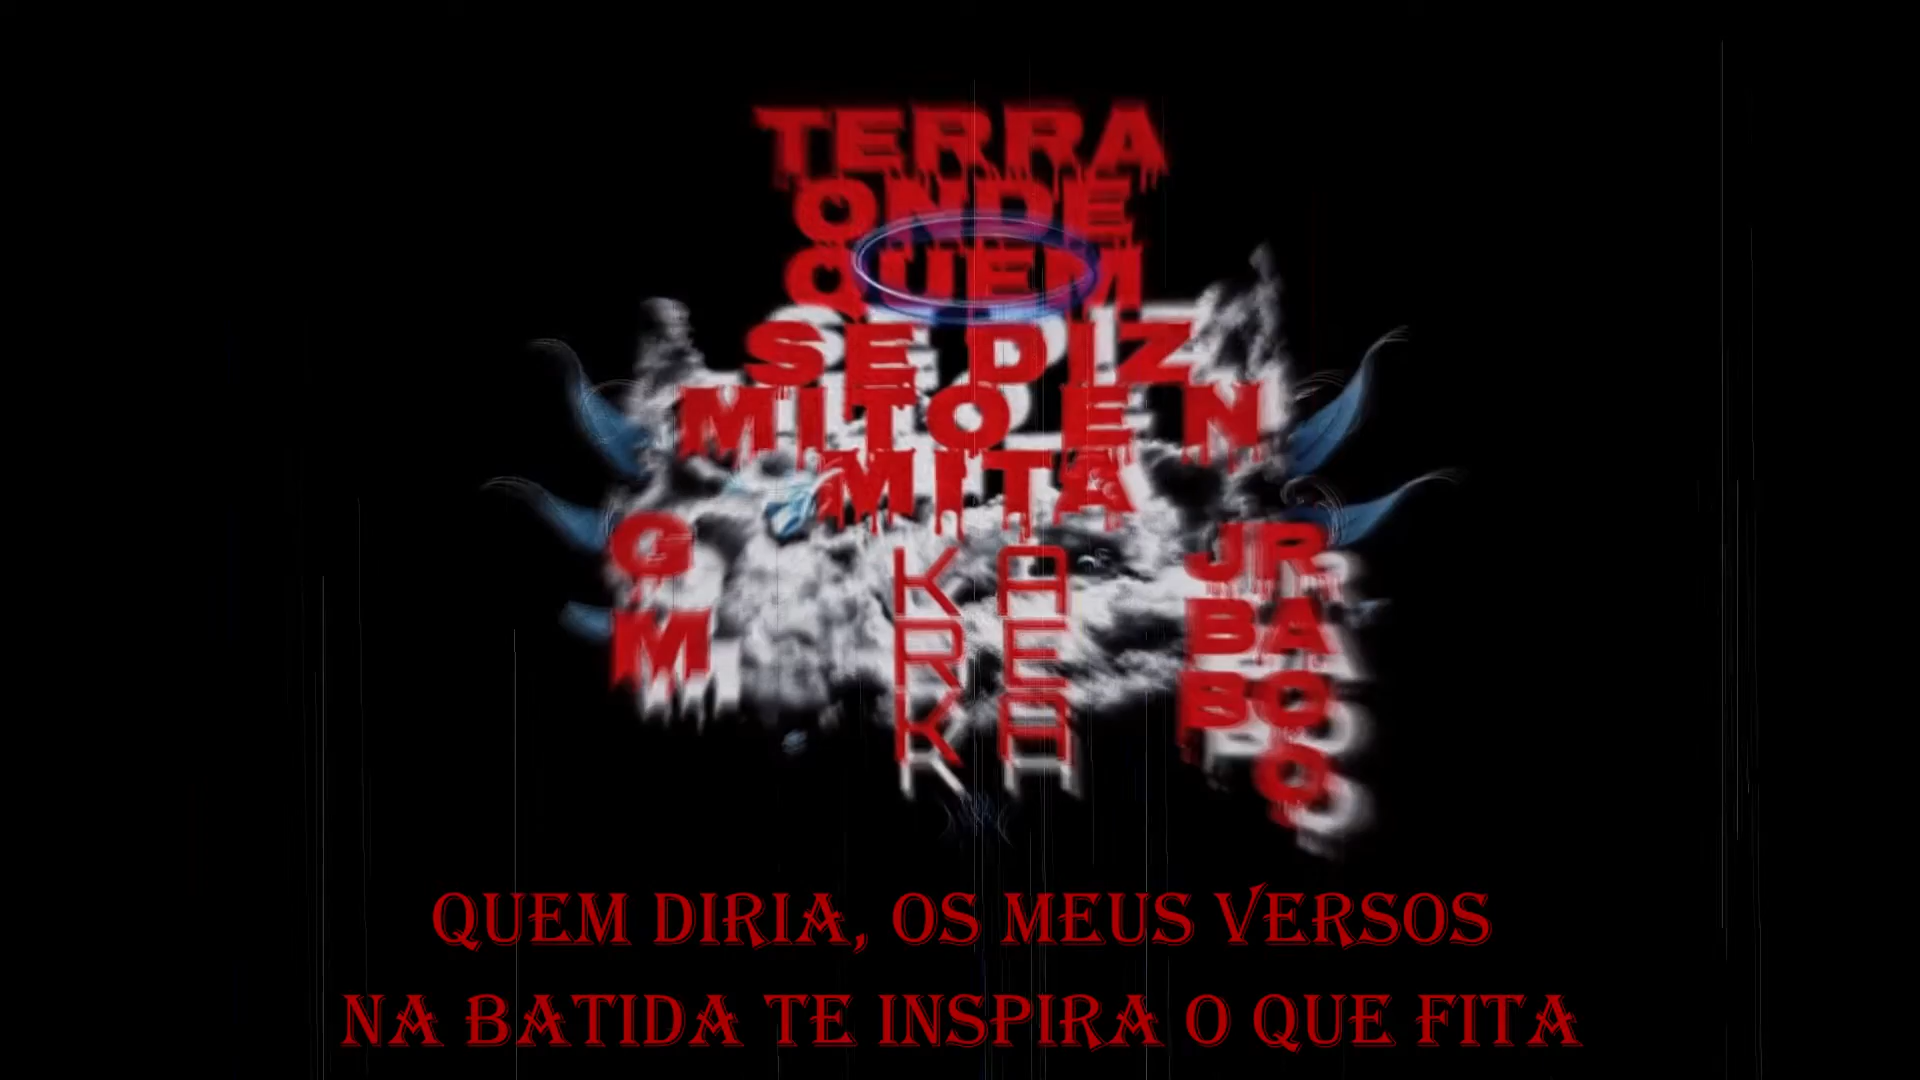 TERRA
ONDE
QUEM
SE DIZ
MITO E N
MITA
G KA JR
M RE BA
KA SC
O
QUEM DIRIA, OS MEUS VERSOS
NA BATIDA TE INSPIRA O QUE FITA